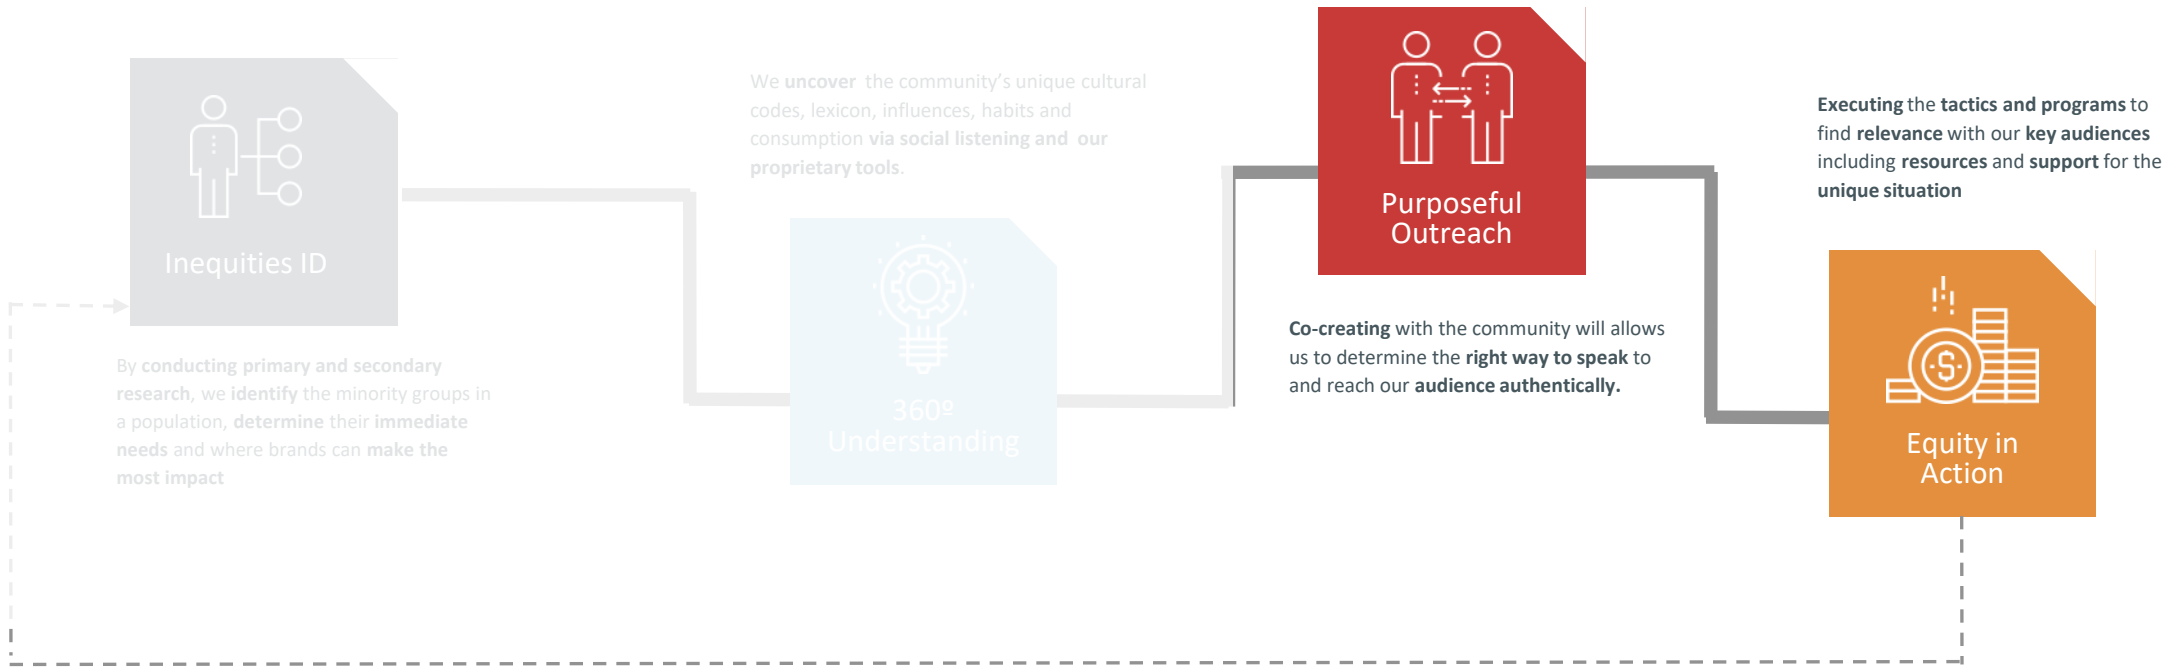 Inequities ID
By conducting primary and secondary
research, we identify the minority groups in
a population, determine their immediate
needs and where brands can make the
most impact
We uncover the community's unique cultural
codes, lexicon, influences, habits and
consumption via social listening and our
proprietary tools.
360º
Understanding
Purposeful
Outreach
Co-creating with the community will allows
us to determine the right way to speak to
and reach our audience authentically.
Executing the tactics and programs to
find relevance with our key audiences
including resources and support for the
unique situation
$
Equity in
Action